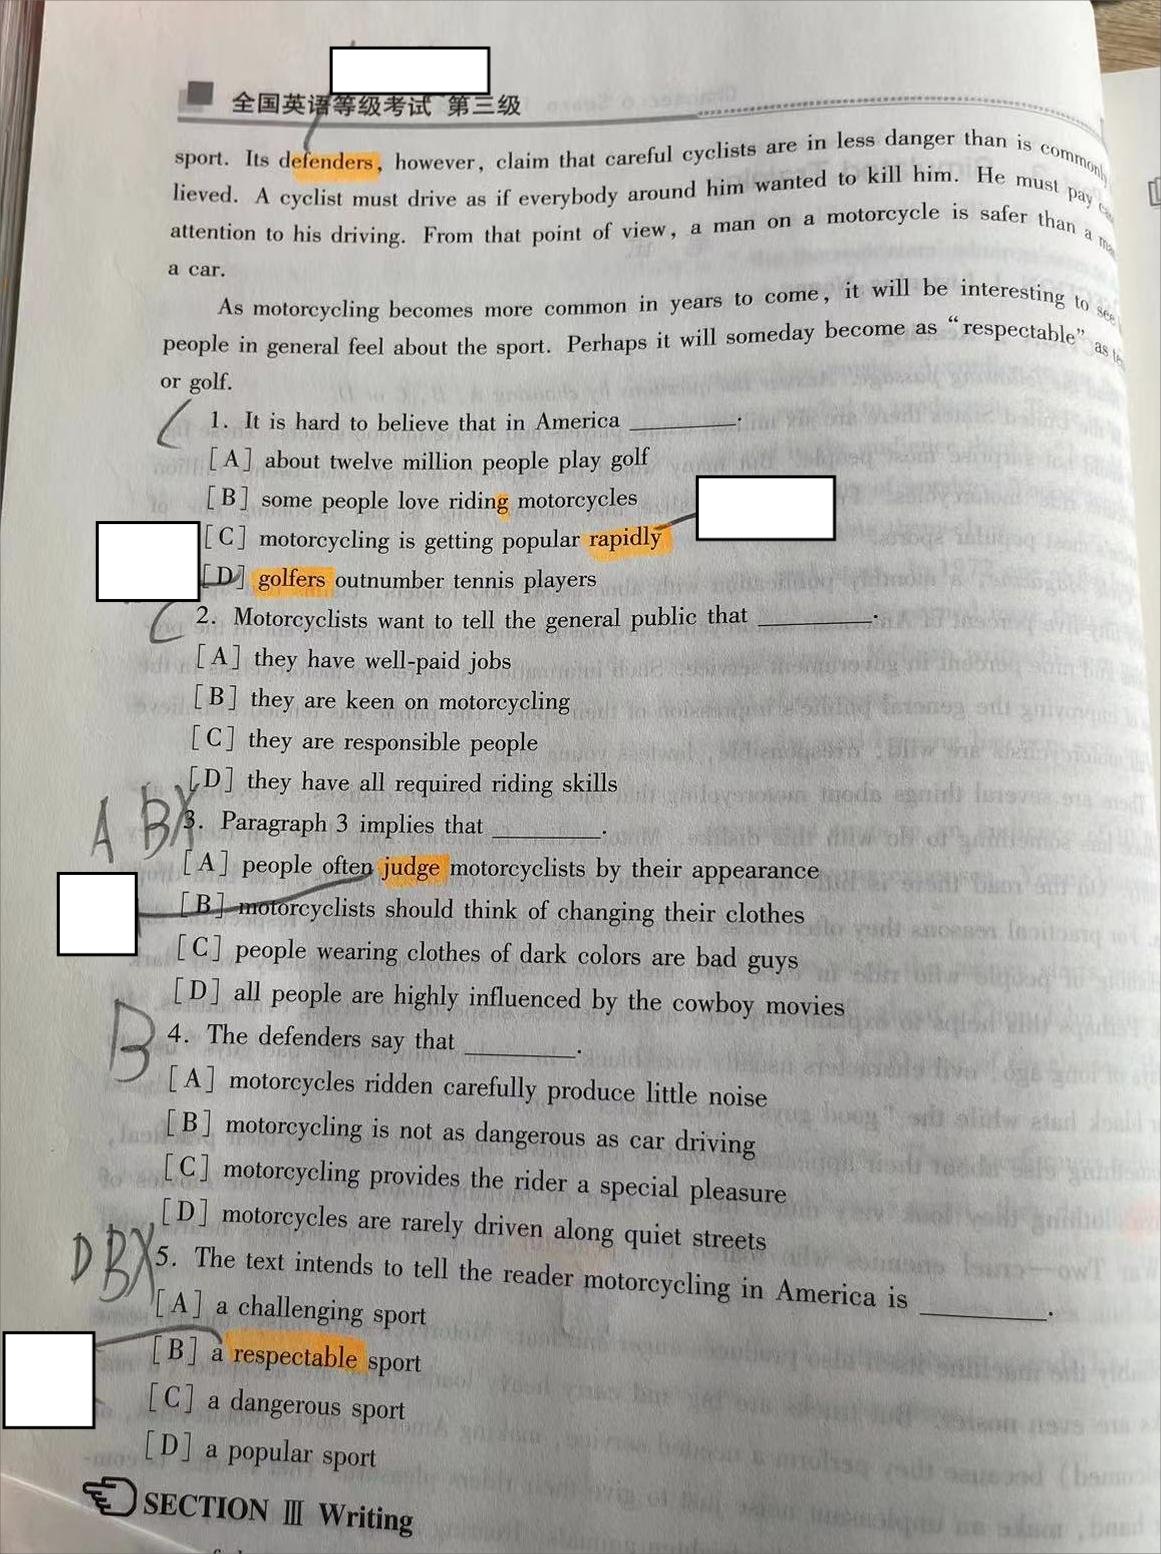 全国英语等级考试 第三级
sport. Its defenders, however, claim that careful cyclists are in less danger than is commonly
lieved. A cyclist must drive as if everybody around him wanted to kill him. He must pay
attention to his driving. From that point of view, a man on a motorcycle is safer than a
a car.
As motorcycling becomes more common in years to come, it will be interesting to see
people in general feel about the sport. Perhaps it will someday become as “respectable” as
or golf.
C 1. It is hard to believe that in America ________.
[A] about twelve million people play golf
[B] some people love riding motorcycles
[C] motorcycling is getting popular rapidly
[D] golfers outnumber tennis players
C 2. Motorcyclists want to tell the general public that ________.
[A] they have well-paid jobs
[B] they are keen on motorcycling
[C] they are responsible people
[D] they have all required riding skills
A B X 3. Paragraph 3 implies that ________.
[A] people often judge motorcyclists by their appearance
[B] motorcyclists should think of changing their clothes
[C] people wearing clothes of dark colors are bad guys
[D] all people are highly influenced by the cowboy movies
B 4. The defenders say that ________.
[A] motorcycles ridden carefully produce little noise
[B] motorcycling is not as dangerous as car driving
[C] motorcycling provides the rider a special pleasure
[D] motorcycles are rarely driven along quiet streets
D B X 5. The text intends to tell the reader motorcycling in America is ________.
[A] a challenging sport
[B] a respectable sport
[C] a dangerous sport
[D] a popular sport
SECTION Ⅲ Writing